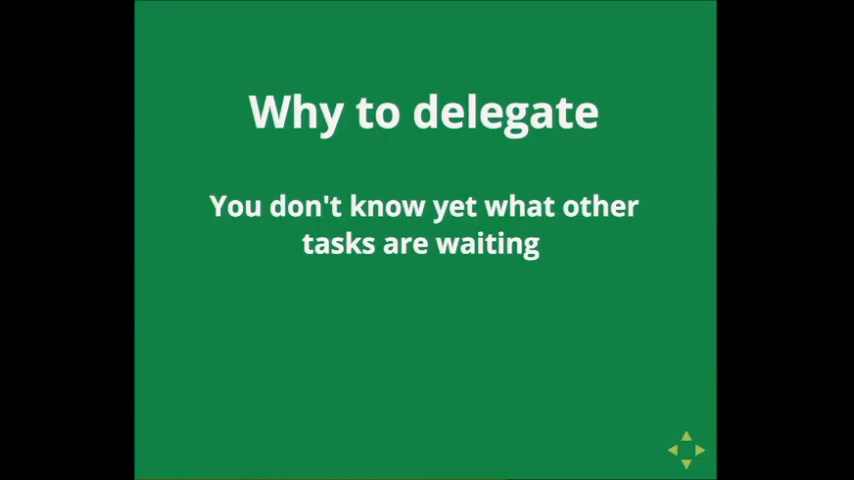 Why to delegate
You don't know yet what other
tasks are waiting